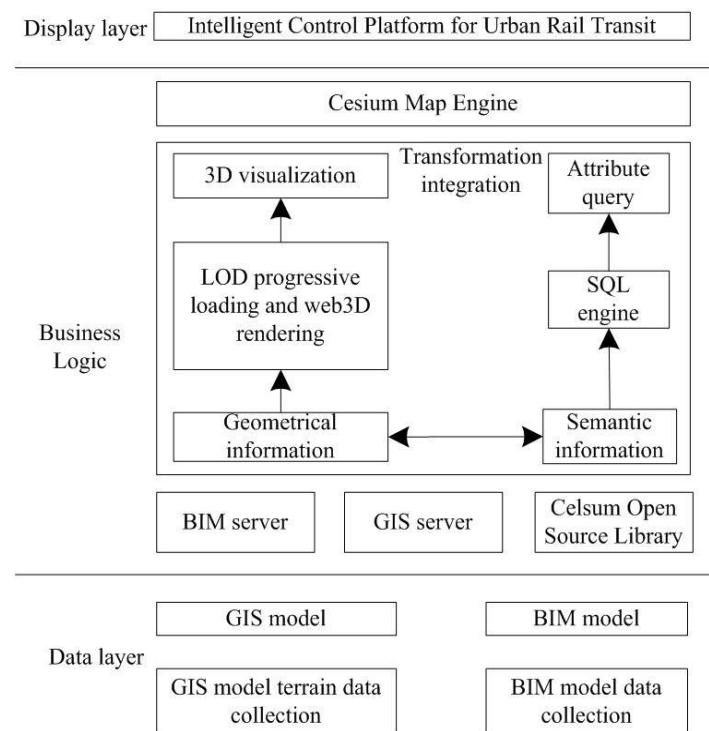 Display layer
Intelligent Control Platform for Urban Rail Transit
Cesium Map Engine
Business
Logic
Transformation
integration
3D visualization
Attribute
query
LOD progressive
loading and web3D
rendering
SQL
engine
Geometrical
information
Semantic
information
BIM server
GIS server
Celsum Open
Source Library
Data layer
GIS model
BIM model
GIS model terrain data
collection
BIM model data
collection